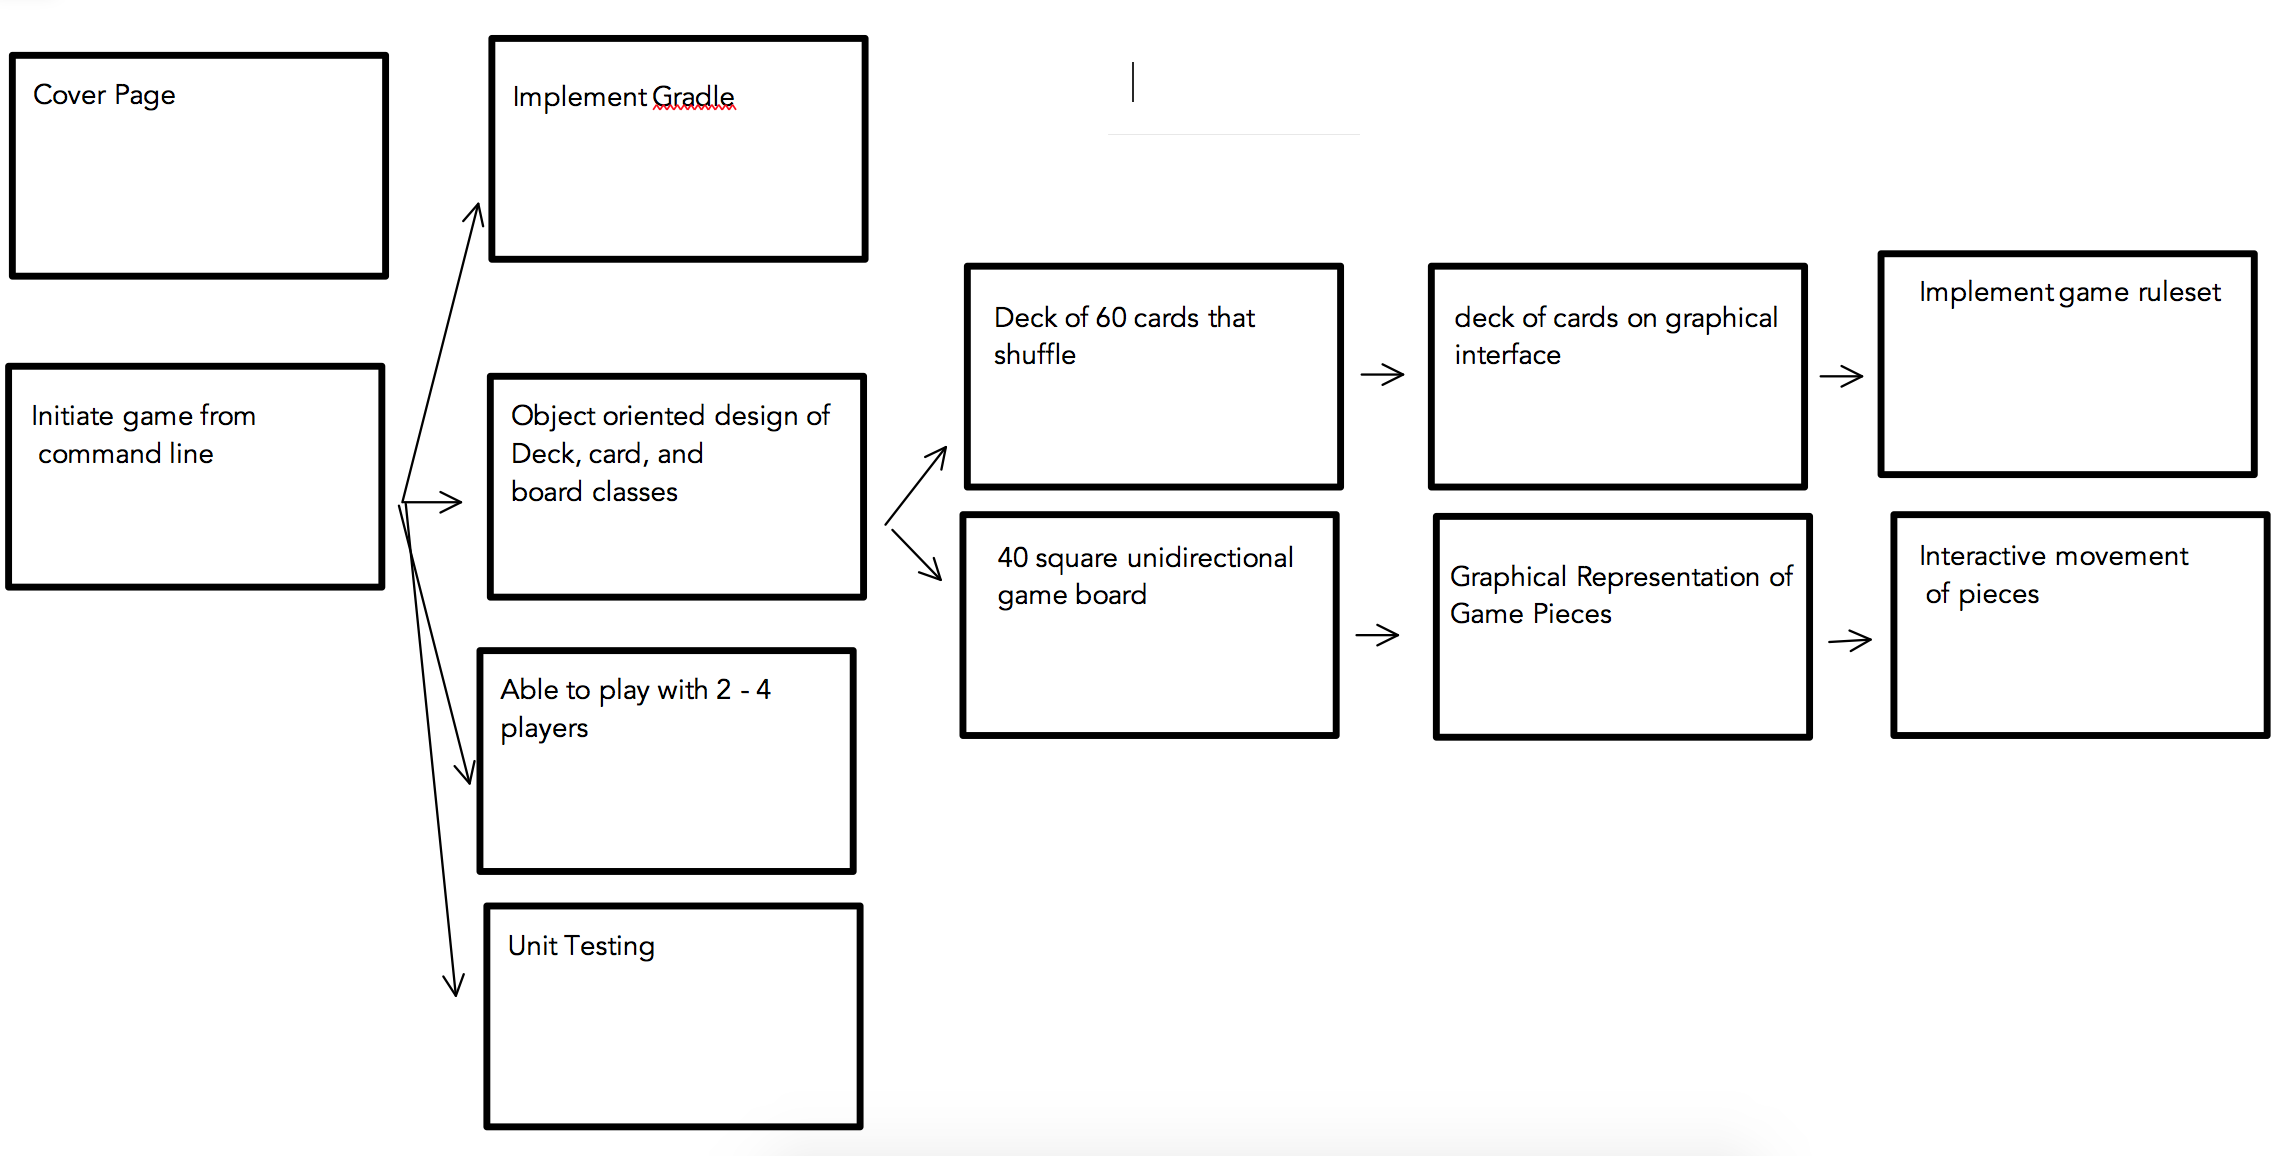 Cover Page
Implement Gradle
Initiate game from
command line
Object oriented design of
Deck, card, and
board classes
Able to play with 2 - 4
players
Unit Testing
Deck of 60 cards that
shuffle
deck of cards on graphical
interface
Implement game ruleset
40 square unidirectional
game board
Graphical Representation of
Game Pieces
Interactive movement
of pieces